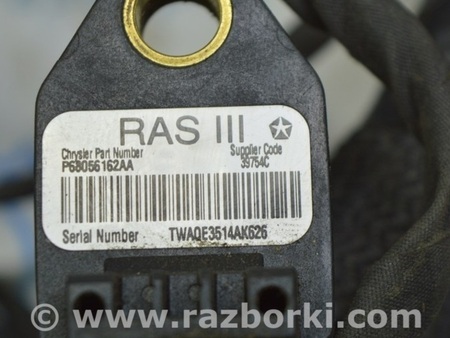 RAS III
Chrysler Part Number
P68056162AA
Supplier Code
39754C
Serial Number TWAQE3514AK626
© www.razborki.com